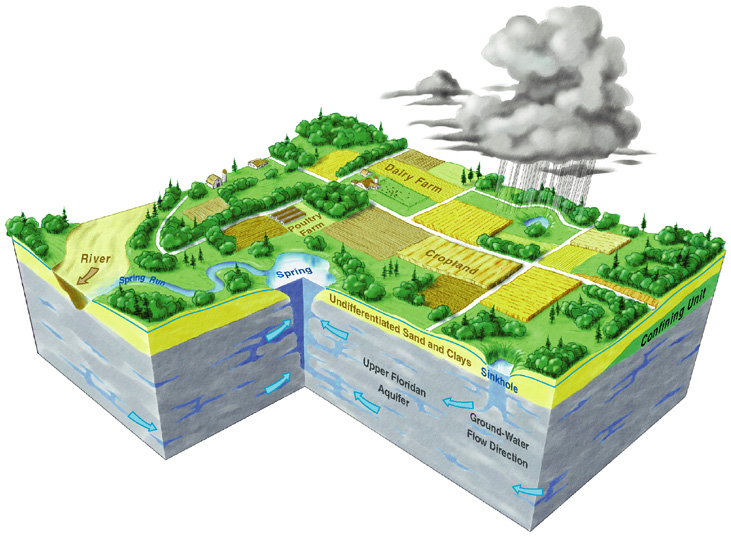 Dairy Farm
Poultry
Farm
River
Spring Run
Spring
Cropland
Confining Unit
Undifferentiated Sand and Clays
Sinkhole
Upper Floridan
Aquifer
Ground-Water
Flow Direction